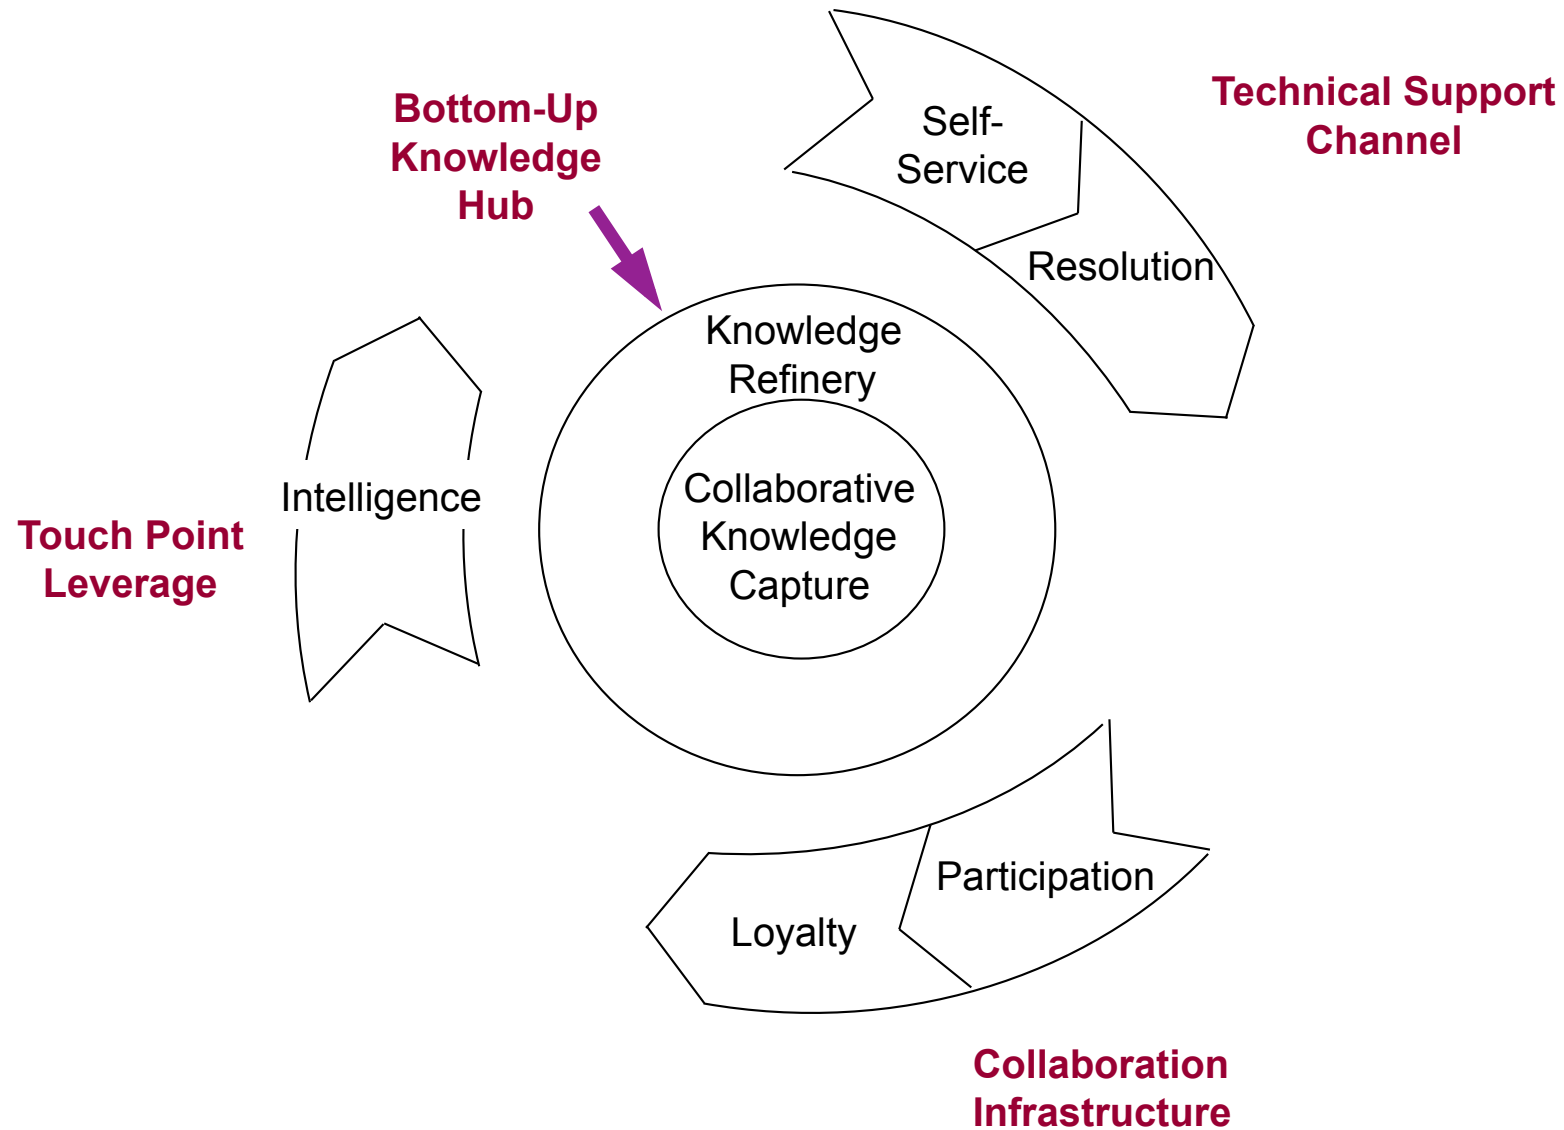 Bottom-Up
Knowledge
Hub
Technical Support
Channel
Self-
Service
Resolution
Knowledge
Refinery
Collaborative
Knowledge
Capture
Intelligence
Touch Point
Leverage
Participation
Loyalty
Collaboration
Infrastructure